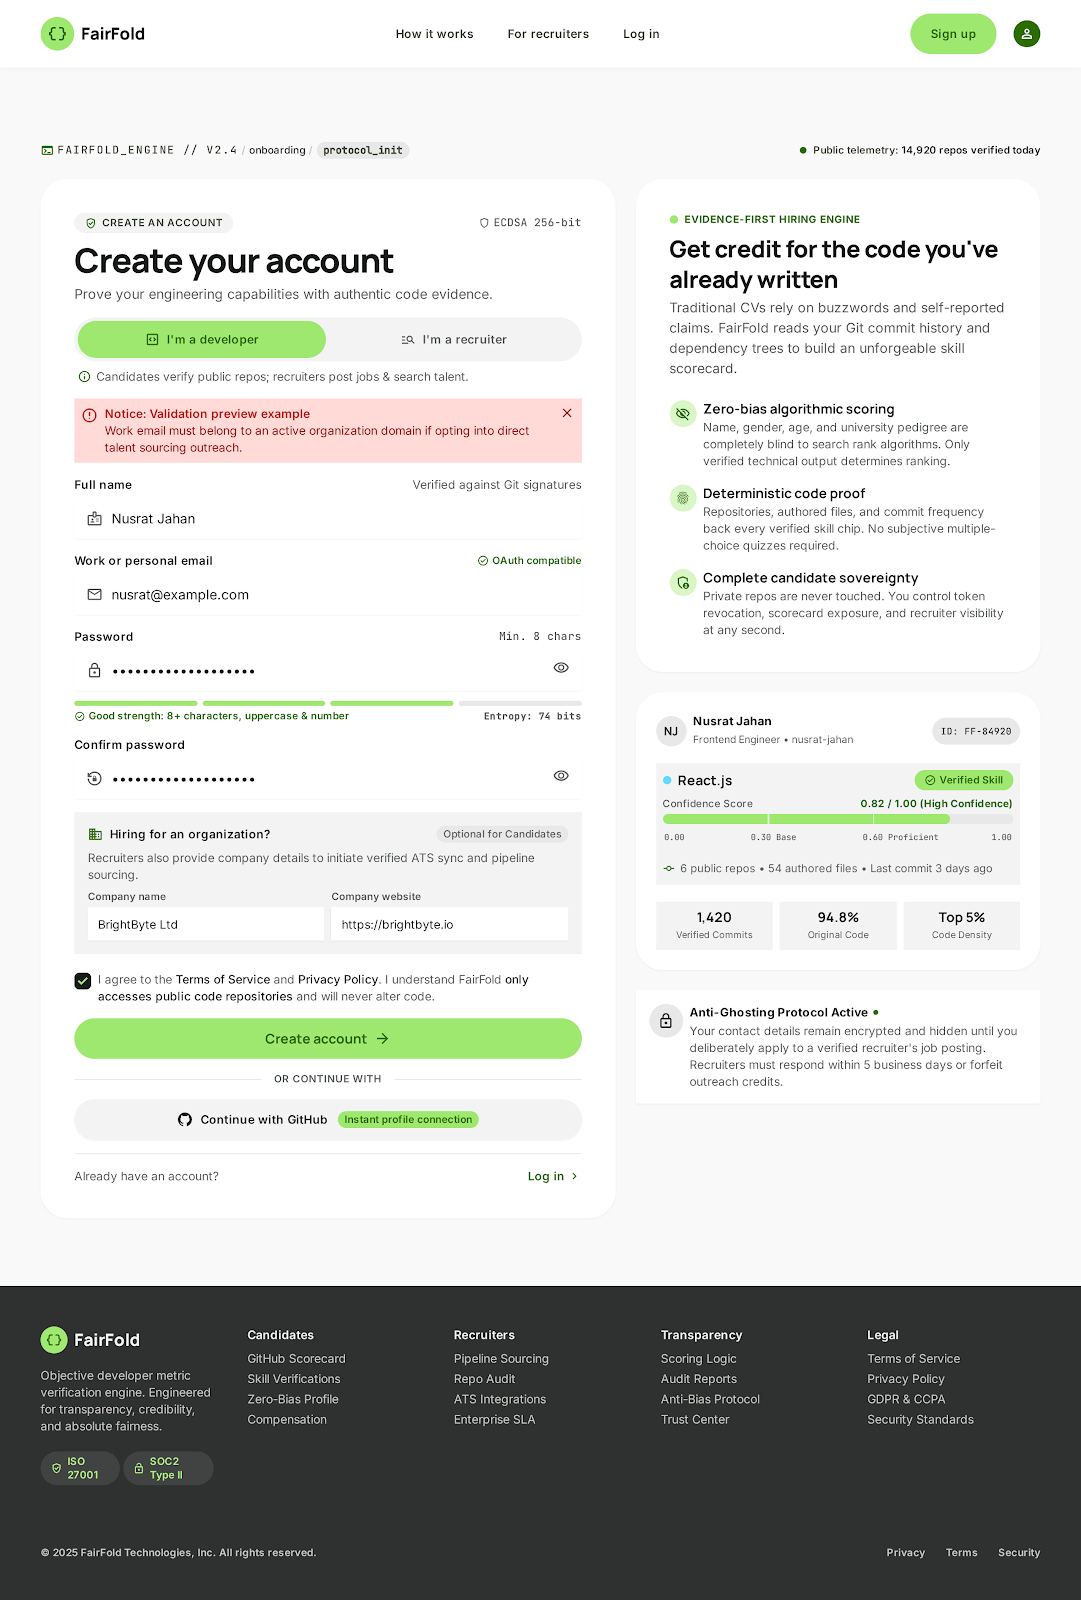 FairFold
How it works
For recruiters
Log in
Sign up
FAIRFOLD_ENGINE // V2.4 / onboarding / protocol_init
Public telemetry: 14,920 repos verified today
CREATE AN ACCOUNT
ECDSA 256-bit
Create your account
Prove your engineering capabilities with authentic code evidence.
I'm a developer
I'm a recruiter
Candidates verify public repos; recruiters post jobs & search talent.
Notice: Validation preview example
Work email must belong to an active organization domain if opting into direct
talent sourcing outreach.
Full name
Verified against Git signatures
Nusrat Jahan
Work or personal email
OAuth compatible
nusrat@example.com
Password
Min. 8 chars
•••••••••••••••••••
Good strength: 8+ characters, uppercase & number
Entropy: 74 bits
Confirm password
•••••••••••••••••••
Hiring for an organization?
Optional for Candidates
Recruiters also provide company details to initiate verified ATS sync and pipeline
sourcing.
Company name
Company website
BrightByte Ltd
https://brightbyte.io
I agree to the Terms of Service and Privacy Policy. I understand FairFold only
accesses public code repositories and will never alter code.
Create account
OR CONTINUE WITH
Continue with GitHub
Instant profile connection
Already have an account?
Log in
EVIDENCE-FIRST HIRING ENGINE
Get credit for the code you've
already written
Traditional CVs rely on buzzwords and self-reported
claims. FairFold reads your Git commit history and
dependency trees to build an unforgeable skill
scorecard.
Zero-bias algorithmic scoring
Name, gender, age, and university pedigree are
completely blind to search rank algorithms. Only
verified technical output determines ranking.
Deterministic code proof
Repositories, authored files, and commit frequency
back every verified skill chip. No subjective multiple-
choice quizzes required.
Complete candidate sovereignty
Private repos are never touched. You control token
revocation, scorecard exposure, and recruiter visibility
at any second.
NJ
Nusrat Jahan
Frontend Engineer • nusrat-jahan
ID: FF-84920
React.js
Verified Skill
Confidence Score
0.82 / 1.00 (High Confidence)
0.00
0.30 Base
0.60 Proficient
1.00
6 public repos • 54 authored files • Last commit 3 days ago
1,420
Verified Commits
94.8%
Original Code
Top 5%
Code Density
Anti-Ghosting Protocol Active
Your contact details remain encrypted and hidden until you
deliberately apply to a verified recruiter's job posting.
Recruiters must respond within 5 business days or forfeit
outreach credits.
FairFold
Objective developer metric
verification engine. Engineered
for transparency, credibility,
and absolute fairness.
ISO
27001
SOC2
Type II
Candidates
GitHub Scorecard
Skill Verifications
Zero-Bias Profile
Compensation
Recruiters
Pipeline Sourcing
Repo Audit
ATS Integrations
Enterprise SLA
Transparency
Scoring Logic
Audit Reports
Anti-Bias Protocol
Trust Center
Legal
Terms of Service
Privacy Policy
GDPR & CCPA
Security Standards
© 2025 FairFold Technologies, Inc. All rights reserved.
Privacy
Terms
Security